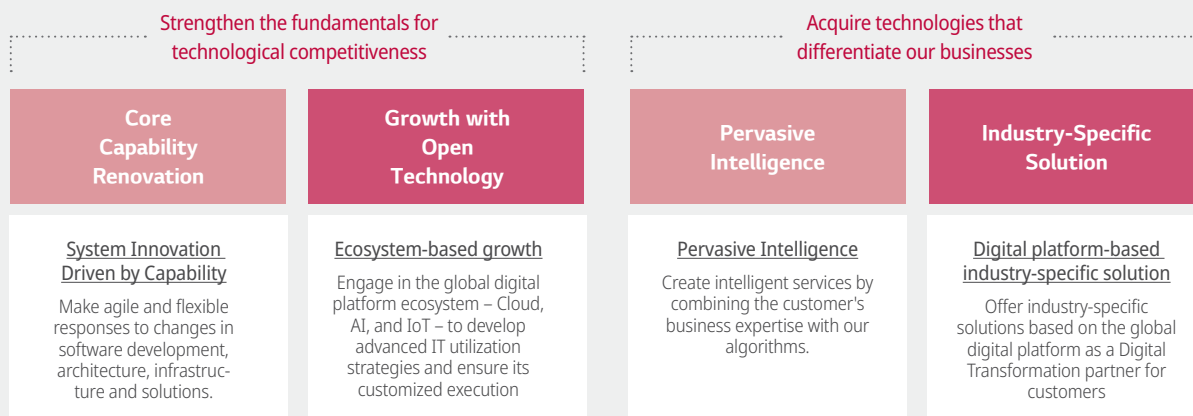 Strengthen the fundamentals for
technological competitiveness
Acquire technologies that
differentiate our businesses
Core
Capability
Renovation
Growth with
Open
Technology
Pervasive
Intelligence
Industry-Specific
Solution
System Innovation
Driven by Capability
Make agile and flexible
responses to changes in
software development,
architecture, infrastruc-
ture and solutions.
Ecosystem-based growth
Engage in the global digital
platform ecosystem – Cloud,
AI, and IoT – to develop
advanced IT utilization
strategies and ensure its
customized execution
Pervasive Intelligence
Create intelligent services by
combining the customer's
business expertise with our
algorithms.
Digital platform-based
industry-specific solution
Offer industry-specific
solutions based on the global
digital platform as a Digital
Transformation partner for
customers